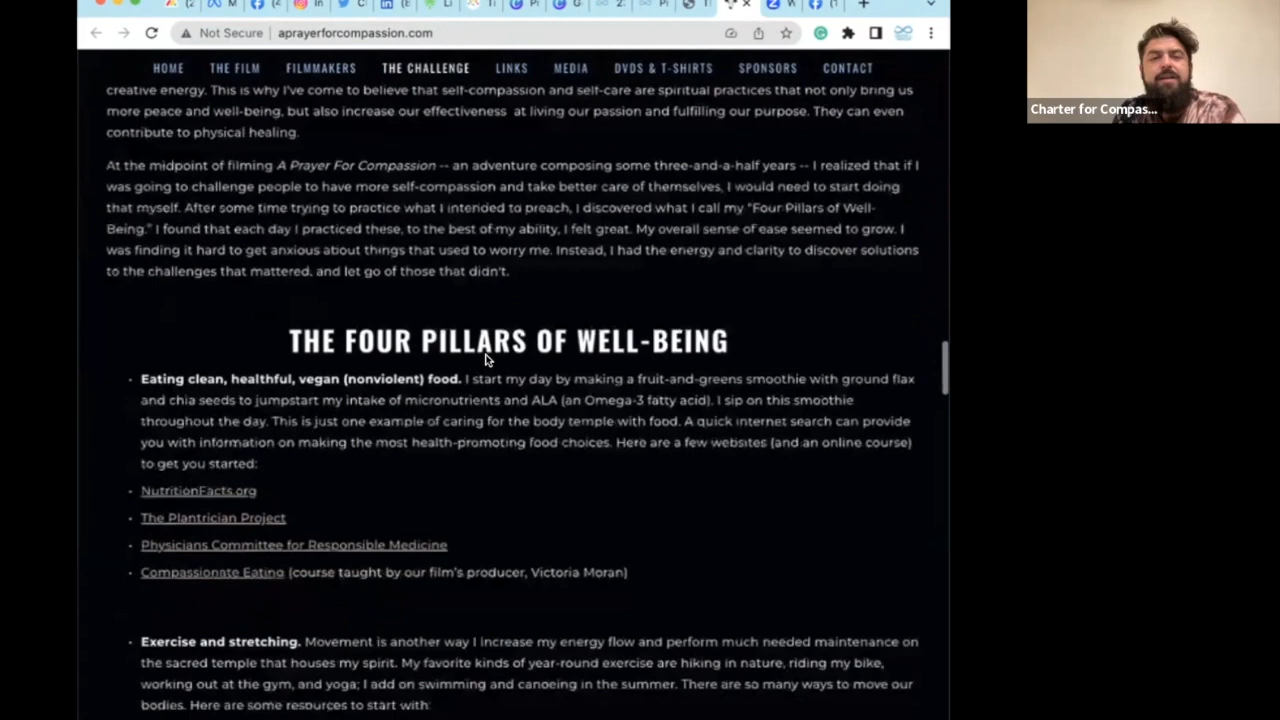 Not Secure | aprayerforcompassion.com
HOME THE FILM FILMMAKERS THE CHALLENGE LINKS MEDIA DVDS & T-SHIRTS SPONSORS CONTACT
creative energy. This is why I've come to believe that self-compassion and self-care are spiritual practices that not only bring us
more peace and well-being, but also increase our effectiveness at living our passion and fulfilling our purpose. They can even
contribute to physical healing.
At the midpoint of filming A Prayer For Compassion -- an adventure composing some three-and-a-half years -- I realized that if I
was going to challenge people to have more self-compassion and take better care of themselves, I would need to start doing
that myself. After some time trying to practice what I intended to preach, I discovered what I call my "Four Pillars of Well-
Being." I found that each day I practiced these, to the best of my ability, I felt great. My overall sense of ease seemed to grow. I
was finding it hard to get anxious about things that used to worry me. Instead, I had the energy and clarity to discover solutions
to the challenges that mattered, and let go of those that didn't.
THE FOUR PILLARS OF WELL-BEING
Eating clean, healthful, vegan (nonviolent) food. I start my day by making a fruit-and-greens smoothie with ground flax
and chia seeds to jumpstart my intake of micronutrients and ALA (an Omega-3 fatty acid). I sip on this smoothie
throughout the day. This is just one example of caring for the body temple with food. A quick internet search can provide
you with information on making the most health-promoting food choices. Here are a few websites (and an online course)
to get you started:
NutritionFacts.org
The Plantrician Project
Physicians Committee for Responsible Medicine
Compassionate Eating (course taught by our film's producer, Victoria Moran)
Exercise and stretching. Movement is another way I increase my energy flow and perform much needed maintenance on
the sacred temple that houses my spirit. My favorite kinds of year-round exercise are hiking in nature, riding my bike,
working out at the gym, and yoga; I add on swimming and canoeing in the summer. There are so many ways to move our
bodies. Here are some resources to start with:
Charter for Compas...